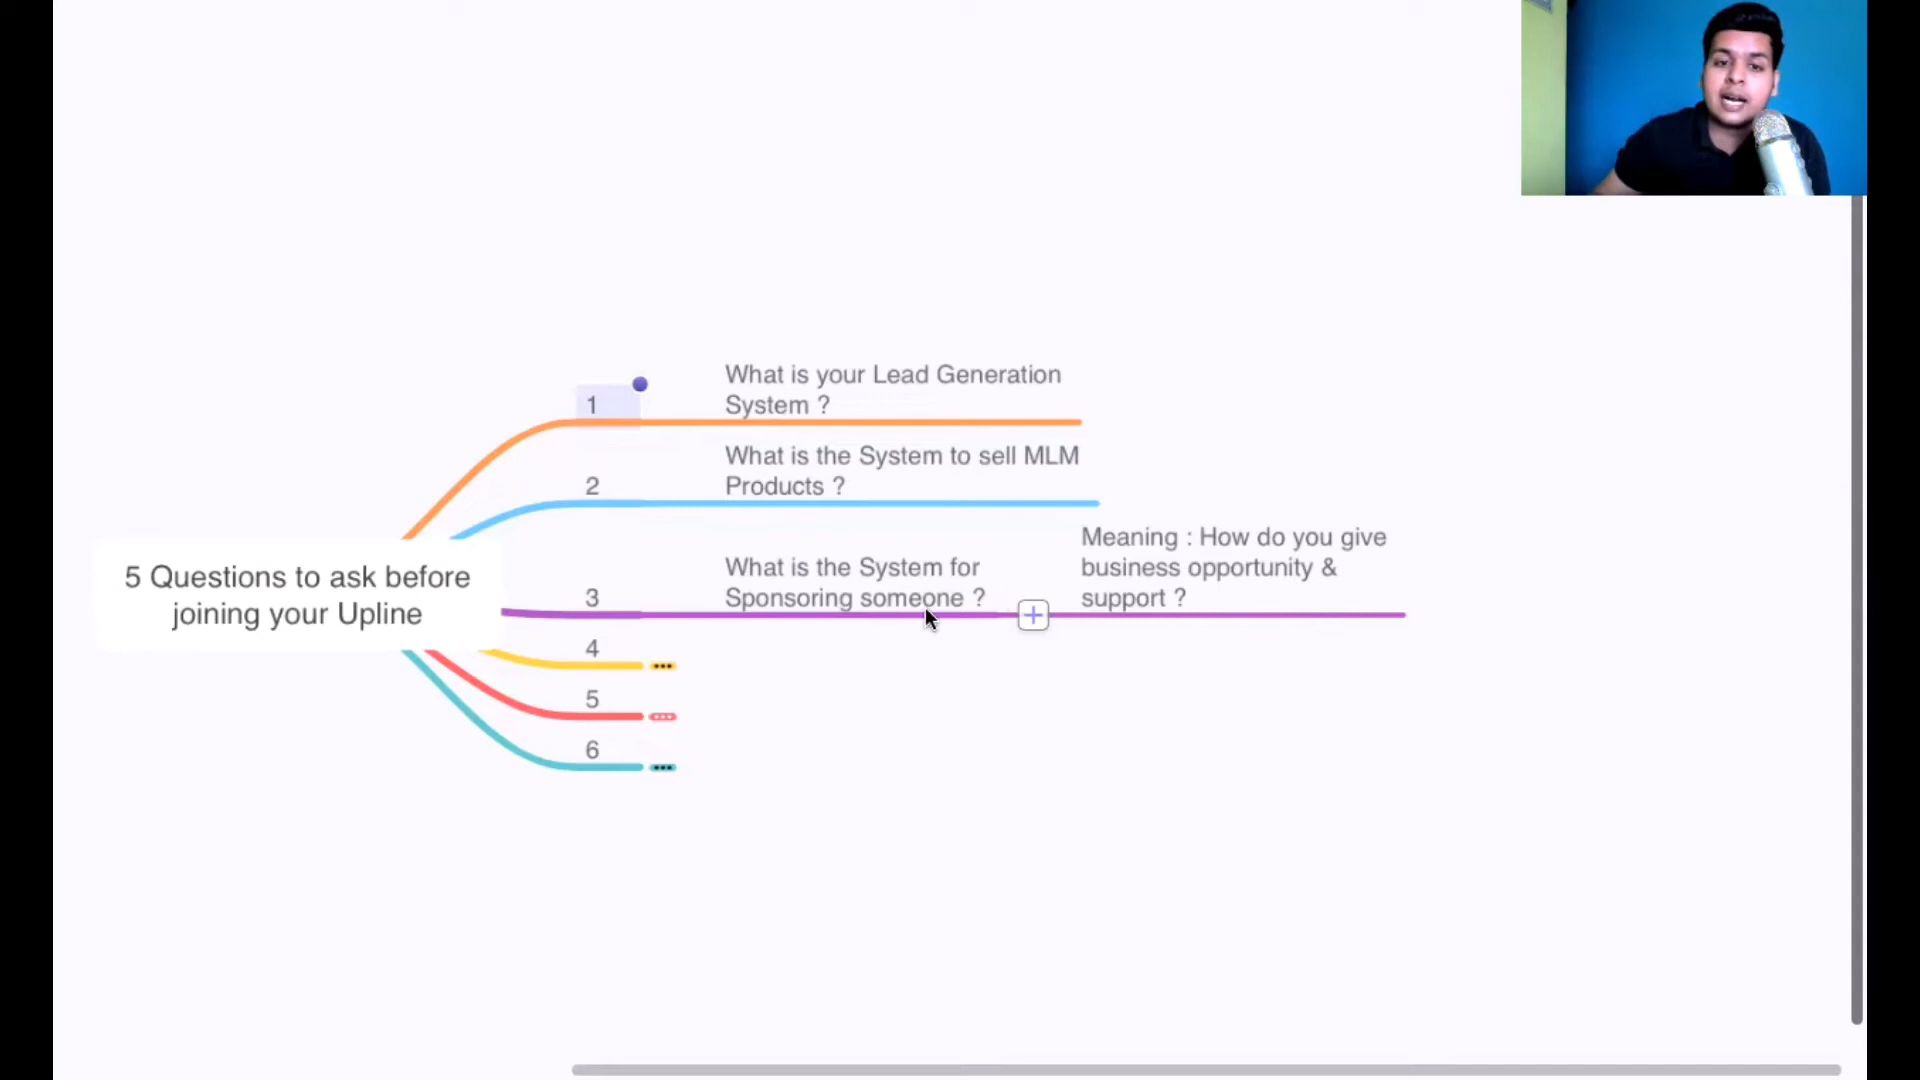 5 Questions to ask before
joining your Upline
1
What is your Lead Generation
System ?
2
What is the System to sell MLM
Products ?
3
What is the System for
Sponsoring someone ?
Meaning : How do you give
business opportunity &
support ?
4
5
6